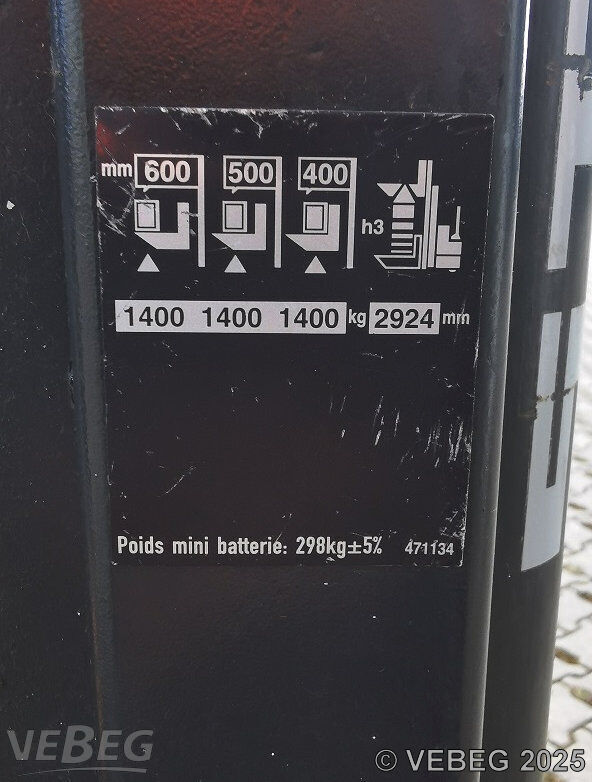 mm 600 500 400
h3
1400 1400 1400 kg 2924 mm
Poids mini batterie: 298kg±5% 471134
VEBEG
© VEBEG 2025